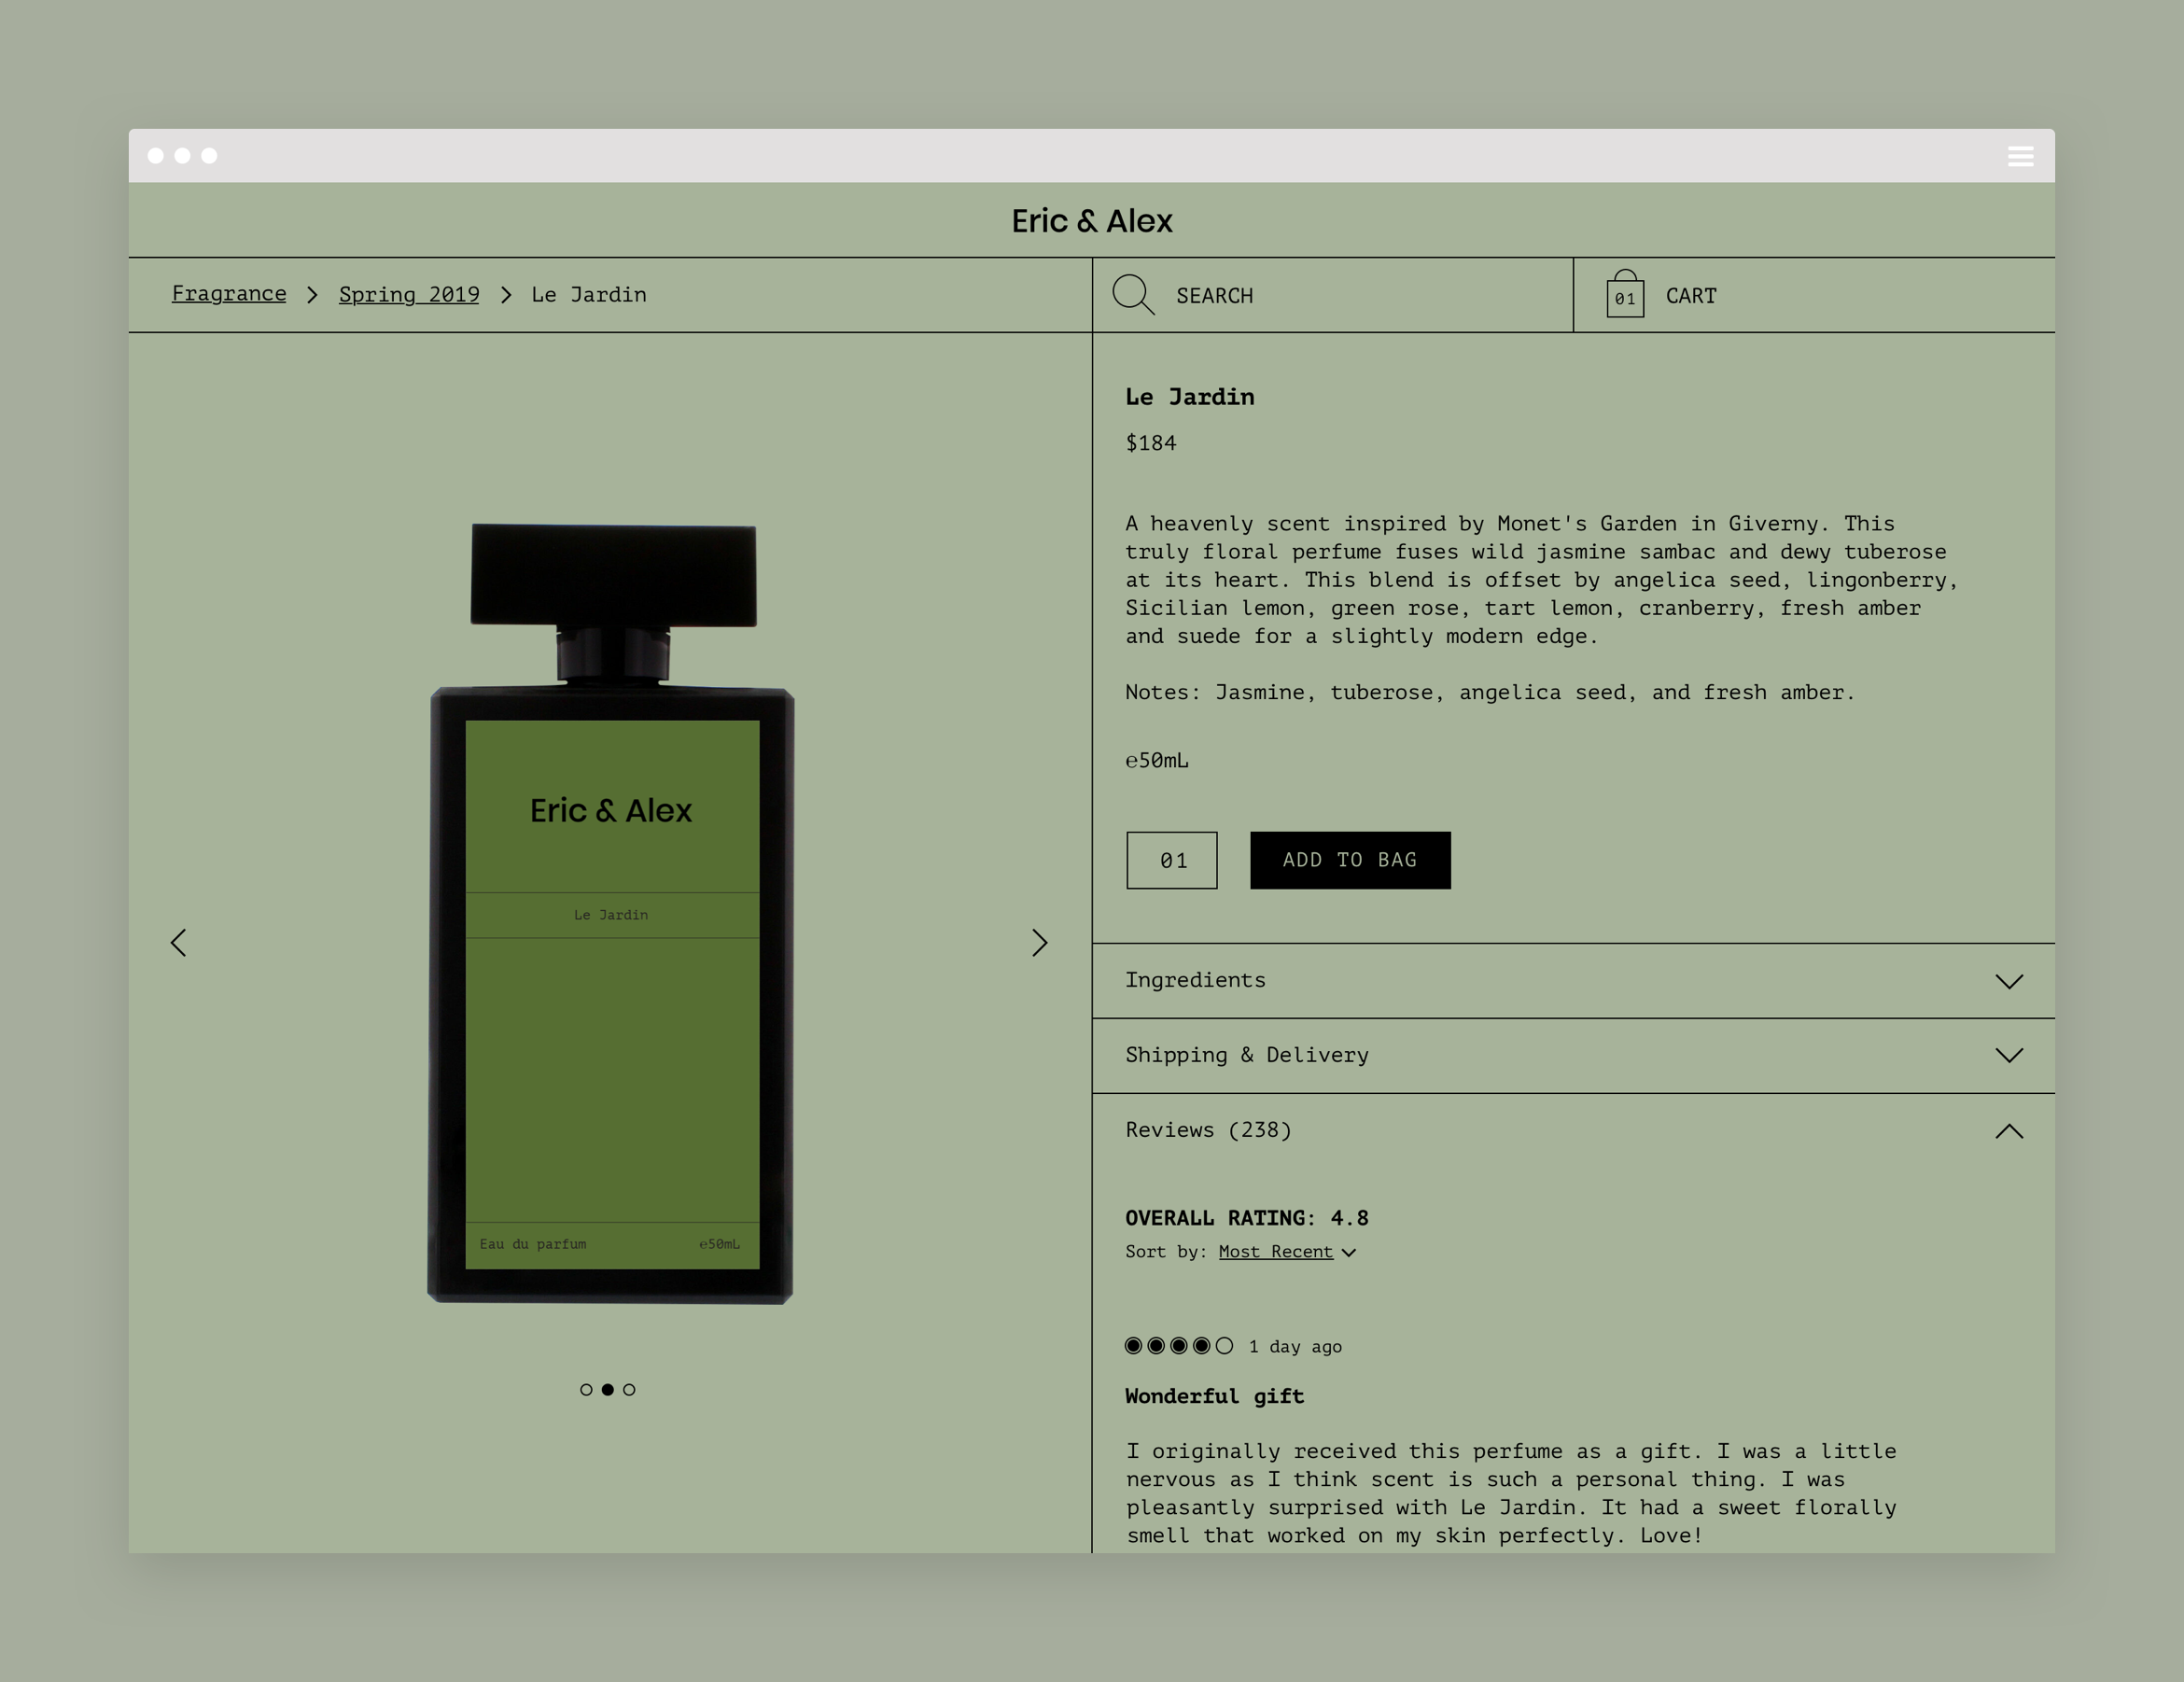 Eric & Alex
Fragrance > Spring 2019 > Le Jardin
SEARCH
01 CART
Eric & Alex
Le Jardin
Eau du parfum ℮50mL
Le Jardin
$184
A heavenly scent inspired by Monet's Garden in Giverny. This
truly floral perfume fuses wild jasmine sambac and dewy tuberose
at its heart. This blend is offset by angelica seed, lingonberry,
Sicilian lemon, green rose, tart lemon, cranberry, fresh amber
and suede for a slightly modern edge.
Notes: Jasmine, tuberose, angelica seed, and fresh amber.
℮50mL
01 ADD TO BAG
Ingredients
Shipping & Delivery
Reviews (238)
OVERALL RATING: 4.8
Sort by: Most Recent
1 day ago
Wonderful gift
I originally received this perfume as a gift. I was a little
nervous as I think scent is such a personal thing. I was
pleasantly surprised with Le Jardin. It had a sweet florally
smell that worked on my skin perfectly. Love!